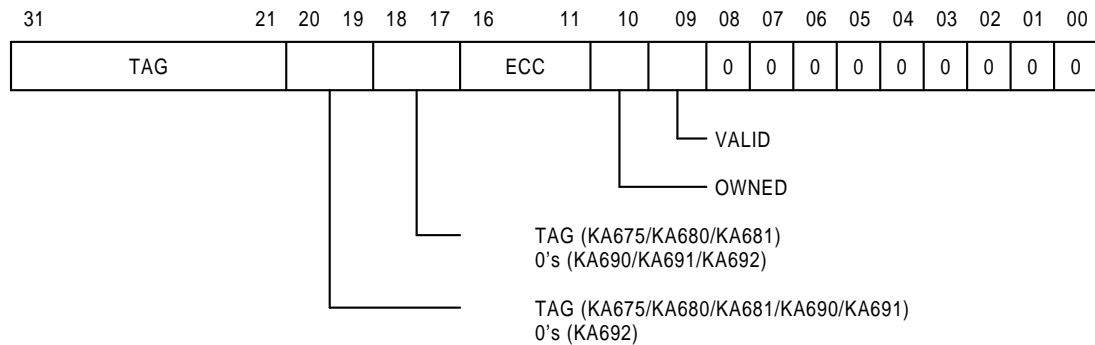 31 21 20 19 18 17 16 11 10 09 08 07 06 05 04 03 02 01 00
TAG ECC 0 0 0 0 0 0 0 0 0
VALID
OWNED
TAG (KA675/KA680/KA681)
0's (KA690/KA691/KA692)
TAG (KA675/KA680/KA681/KA690/KA691)
0's (KA692)